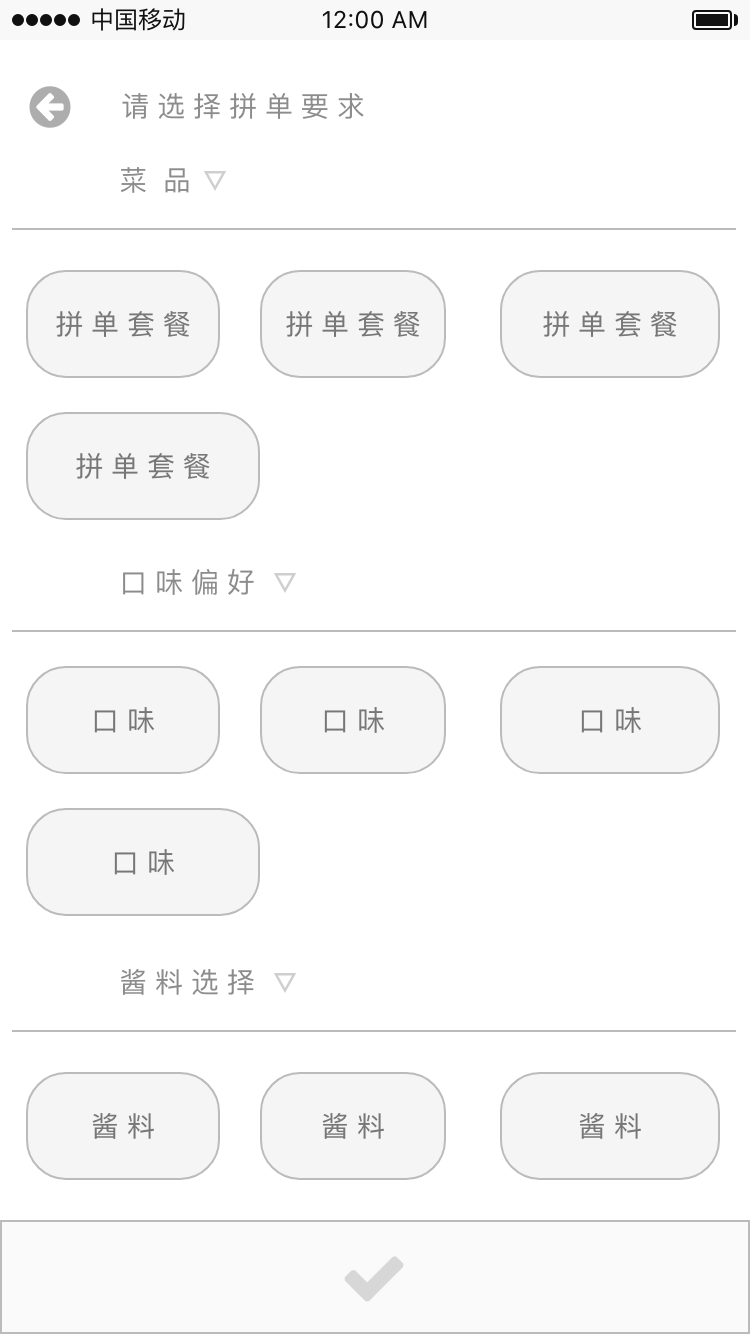 中国移动 12:00 AM
请选择拼单要求
菜 品
拼单套餐 拼单套餐 拼单套餐
拼单套餐
口味偏好
口味 口味 口味
口味
酱料选择
酱料 酱料 酱料